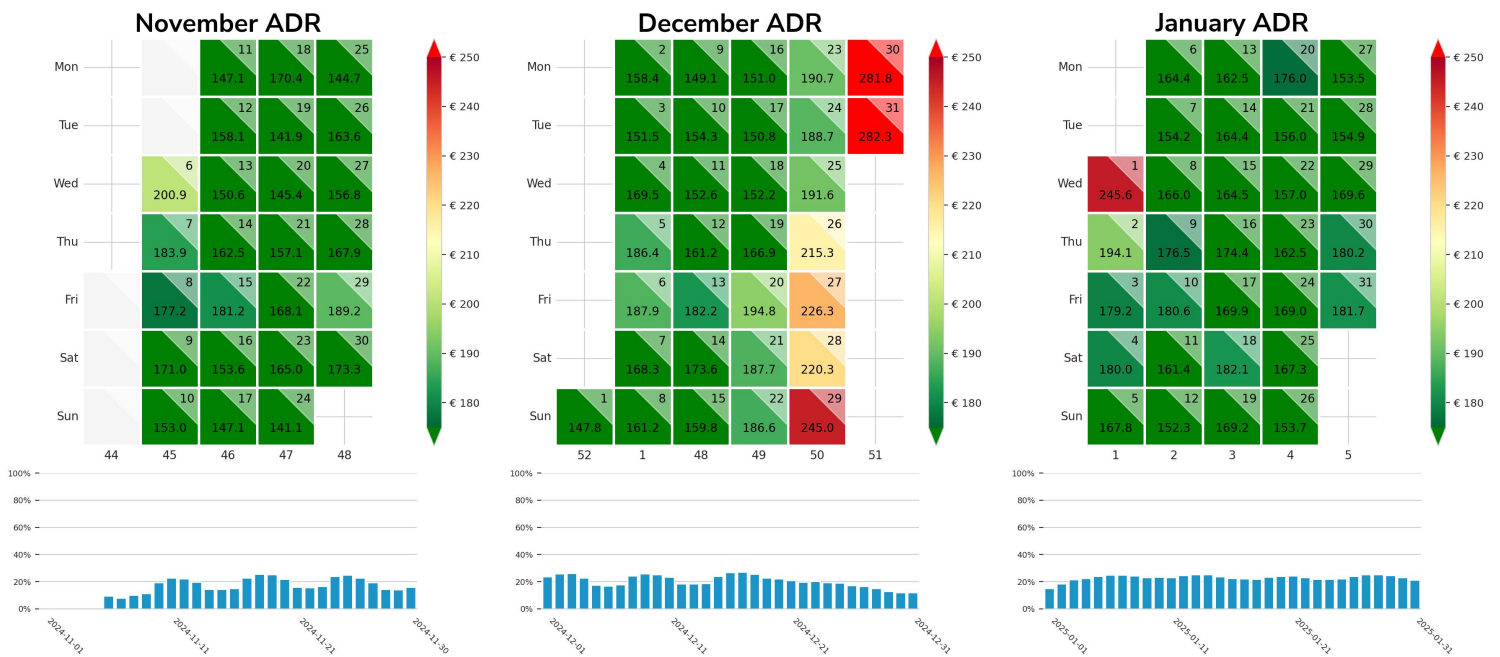 November ADR
Mon 11 147.1 18 170.4 25 144.7
Tue 12 158.1 19 141.9 26 163.6
Wed 6 200.9 13 150.6 20 145.4 27 156.8
Thu 7 183.9 14 162.5 21 157.1 28 167.9
Fri 8 177.2 15 181.2 22 168.1 29 189.2
Sat 9 171.0 16 153.6 23 165.0 30 173.3
Sun 10 153.0 17 147.1 24 141.1
44 45 46 47 48
€ 250
€ 240
€ 230
€ 220
€ 210
€ 200
€ 190
€ 180
100%
80%
60%
40%
20%
0%
2024-11-01 2024-11-11 2024-11-21 2024-11-30
December ADR
Mon 2 158.4 9 149.1 16 151.0 23 190.7 30 281.8
Tue 3 151.5 10 154.3 17 150.8 24 188.7 31 282.3
Wed 4 169.5 11 152.6 18 152.2 25 191.6
Thu 5 186.4 12 161.2 19 166.9 26 215.3
Fri 6 187.9 13 182.2 20 194.8 27 226.3
Sat 7 168.3 14 173.6 21 187.7 28 220.3
Sun 1 147.8 8 161.2 15 159.8 22 186.6 29 245.0
52 1 48 49 50 51
€ 250
€ 240
€ 230
€ 220
€ 210
€ 200
€ 190
€ 180
100%
80%
60%
40%
20%
0%
2024-12-01 2024-12-11 2024-12-21 2024-12-31
January ADR
Mon 6 164.4 13 162.5 20 176.0 27 153.5
Tue 7 154.2 14 164.4 21 156.0 28 154.9
Wed 1 245.6 8 166.0 15 164.5 22 157.0 29 169.6
Thu 2 194.1 9 176.5 16 174.4 23 162.5 30 180.2
Fri 3 179.2 10 180.6 17 169.9 24 169.0 31 181.7
Sat 4 180.0 11 161.4 18 182.1 25 167.3
Sun 5 167.8 12 152.3 19 169.2 26 153.7
1 2 3 4 5
€ 250
€ 240
€ 230
€ 220
€ 210
€ 200
€ 190
€ 180
100%
80%
60%
40%
20%
0%
2025-01-01 2025-01-11 2025-01-21 2025-01-31